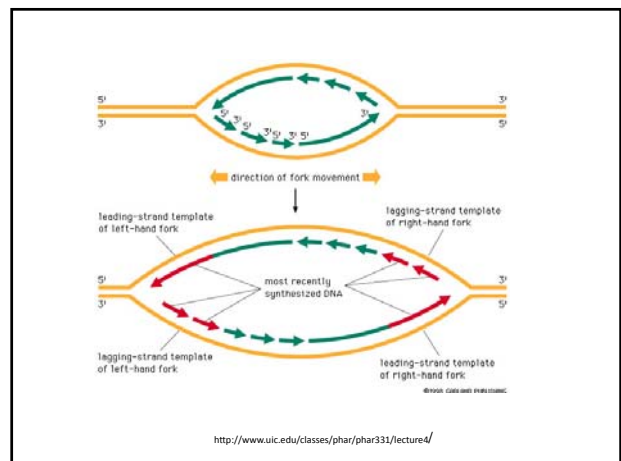 5' 3'
3' 5'
5' 3'
3'
5'
3' 5' 3' 5'
direction of fork movement
leading-strand template
of left-hand fork
lagging-strand template
of right-hand fork
most recently
synthesized DNA
5' 3'
3' 5'
lagging-strand template
of left-hand fork
leading-strand template
of right-hand fork
©1998 GARLAND PUBLISHING
http://www.uic.edu/classes/phar/phar331/lecture4/